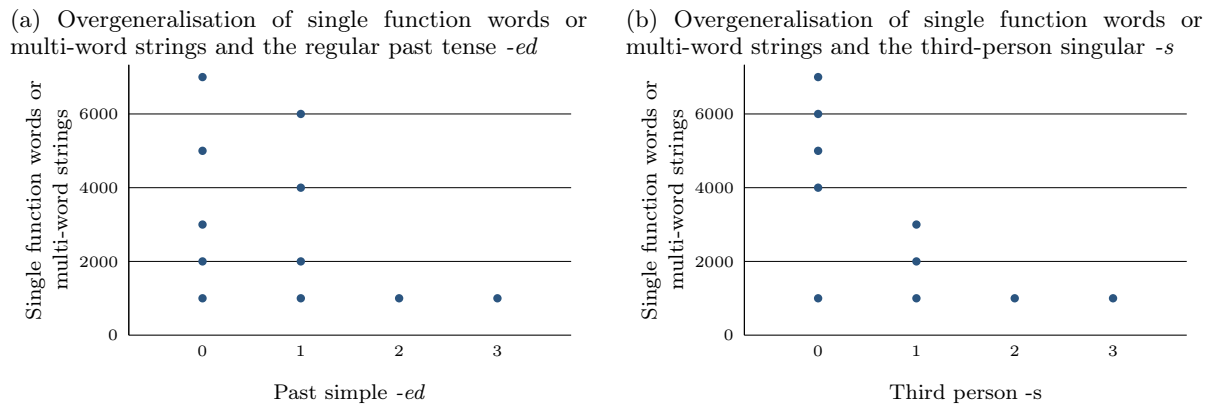 (a) Overgeneralisation of single function words or
multi-word strings and the regular past tense -ed
Single function words or
multi-word strings
6000
4000
2000
0
0 1 2 3
Past simple -ed
(b) Overgeneralisation of single function words or
multi-word strings and the third-person singular -s
Single function words or
multi-word strings
6000
4000
2000
0
0 1 2 3
Third person -s